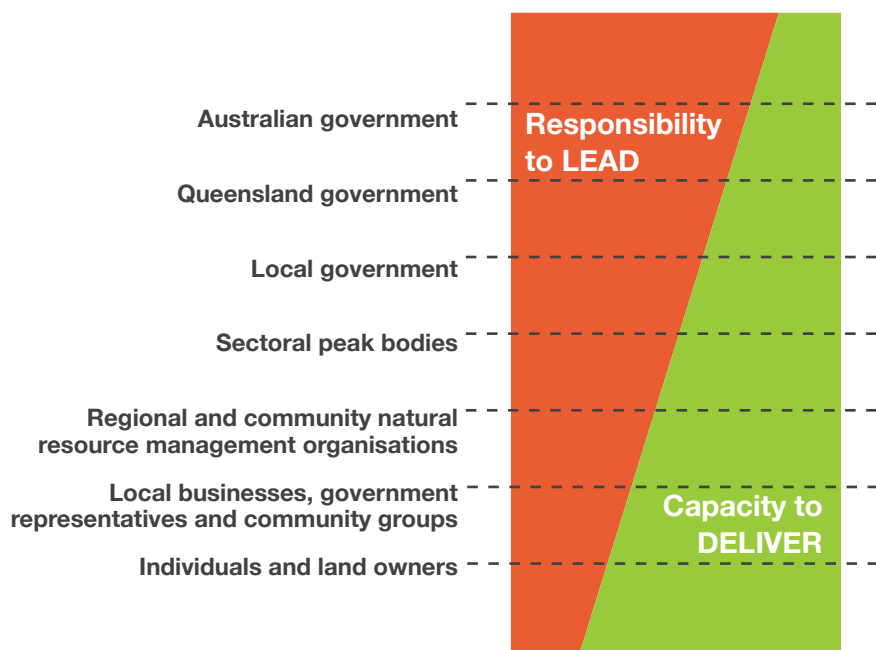 Australian government
Responsibility
to LEAD
Queensland government
Local government
Sectoral peak bodies
Regional and community natural
resource management organisations
Local businesses, government
representatives and community groups
Capacity to
DELIVER
Individuals and land owners